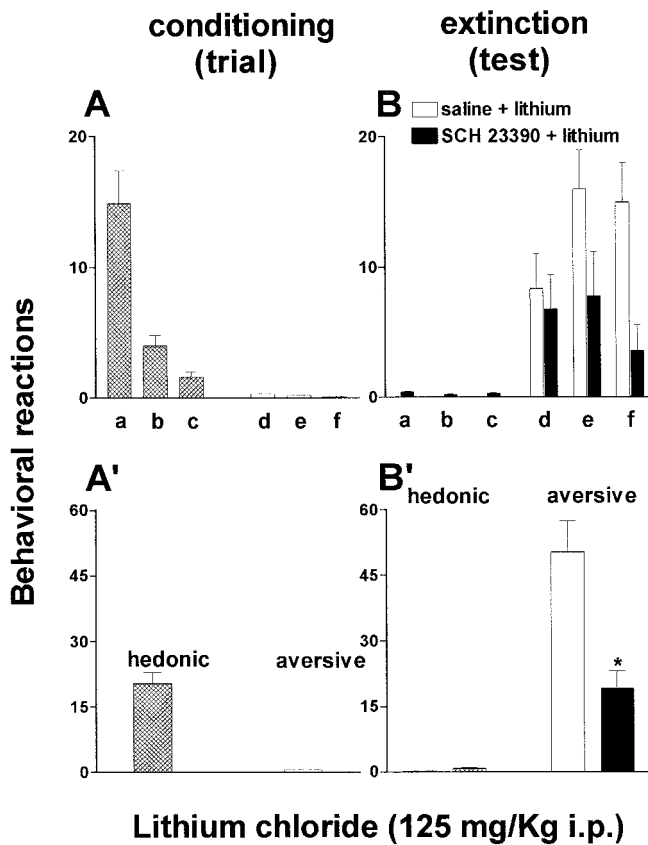 conditioning
(trial)
extinction
(test)
A
B
saline + lithium
SCH 23390 + lithium
20
10
0
a b c d e f
20
10
0
a b c d e f
A'
B'
hedonic aversive
60
45
30
15
0
hedonic aversive
60
45
30
15
0
*
Behavioral reactions
Lithium chloride (125 mg/Kg i.p.)